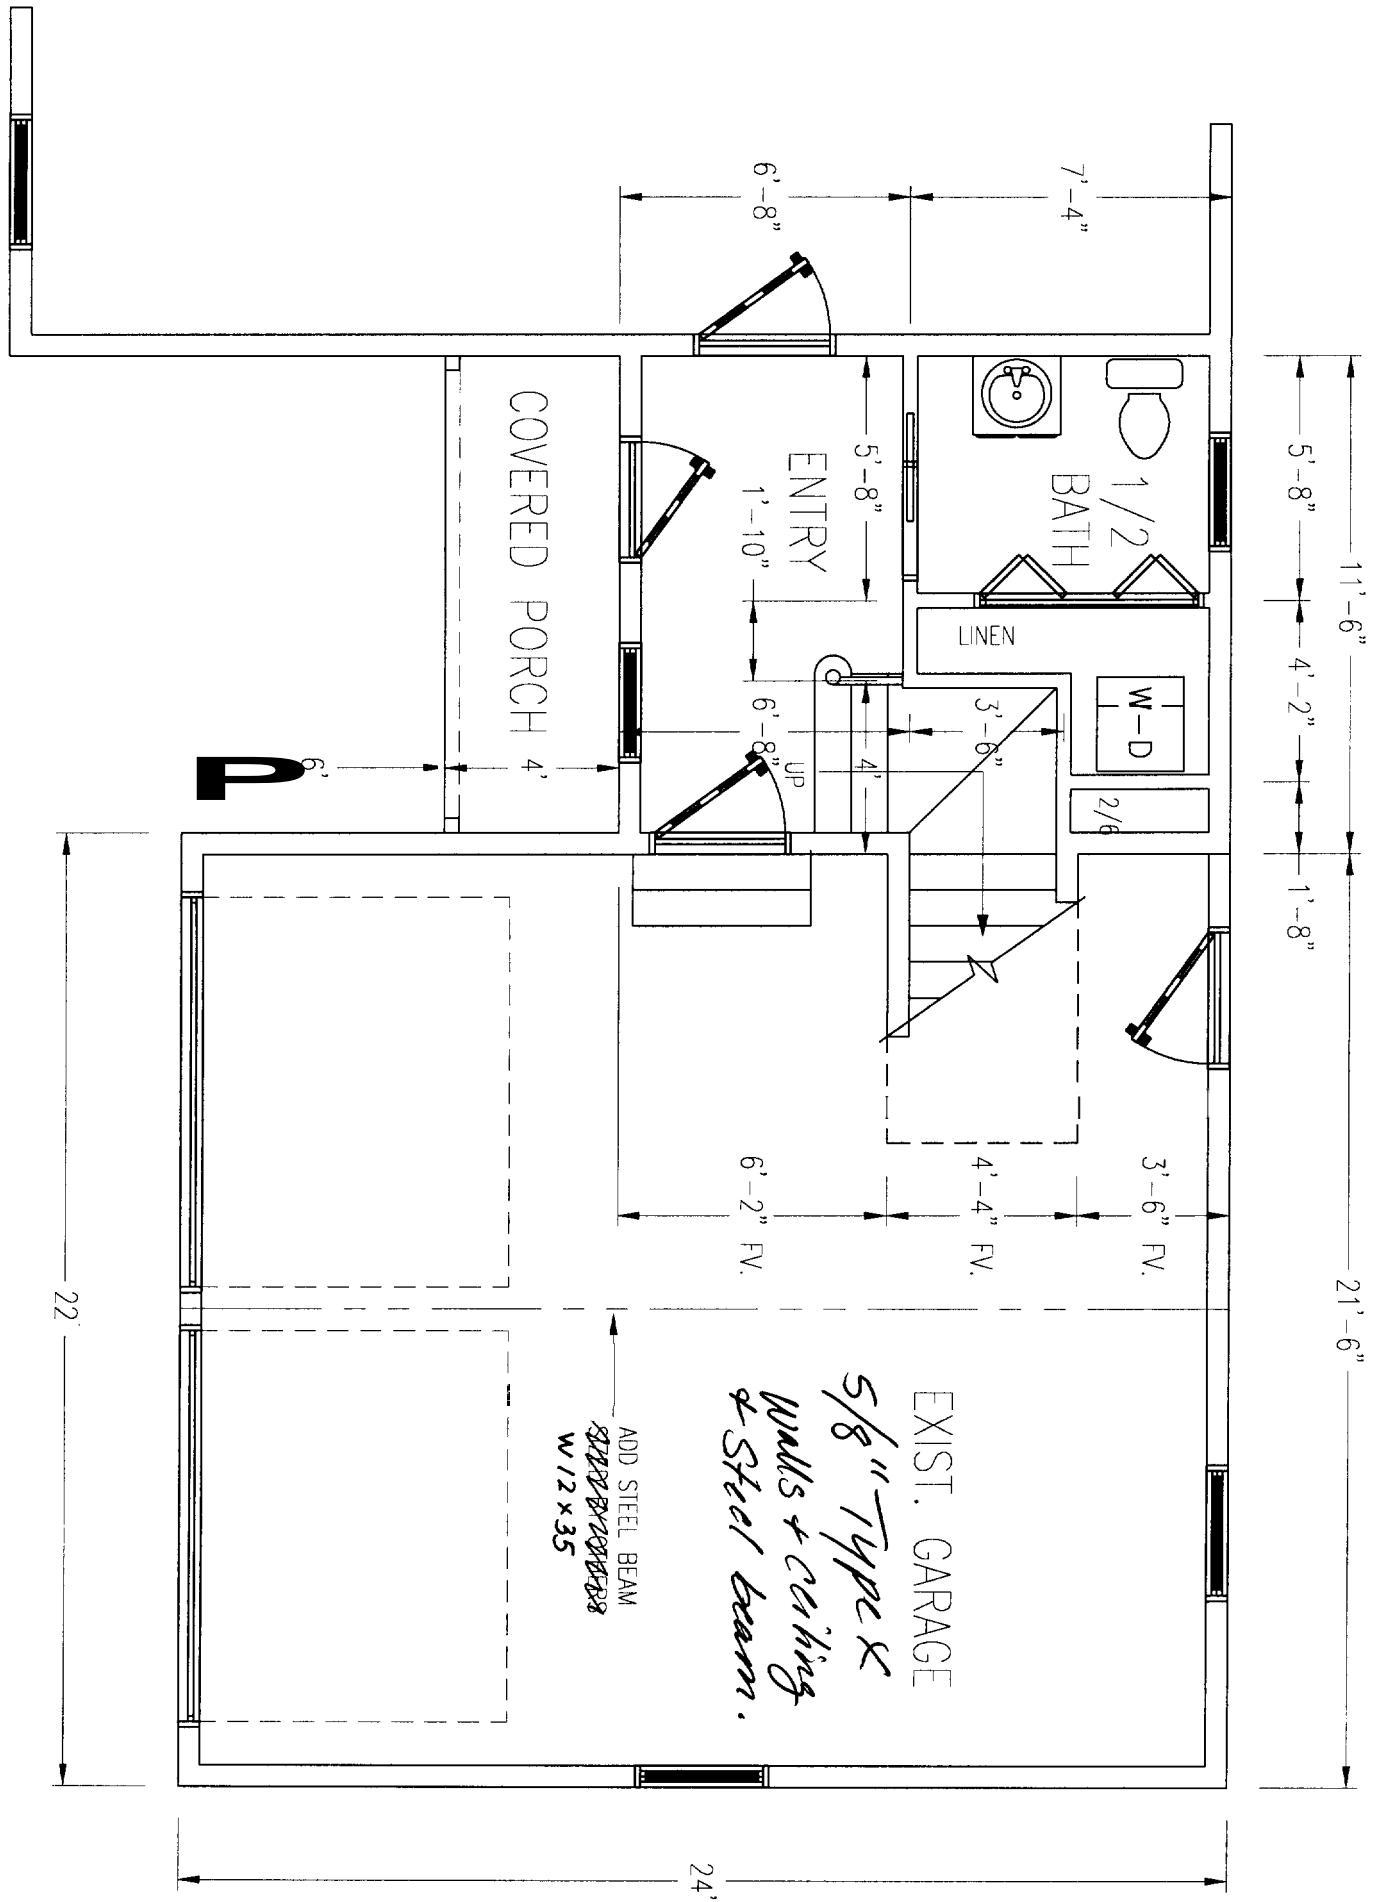 7'-4"
6'-8"
11'-6"
5'-8"
4'-2"
1'-8"
21'-6"
1/2
BATH
LINEN
W-D
2/6
ENTRY
5'-8"
1'-10"
3'-6"
6'-8"
4'
UP
COVERED PORCH
4'
6'
P
3'-6" FV.
4'-4" FV.
6'-2" FV.
EXIST. GARAGE
5/8" Type X
Walls + Ceiling
+ Steel beam.
ADD STEEL BEAM
W12x35
22'
24'